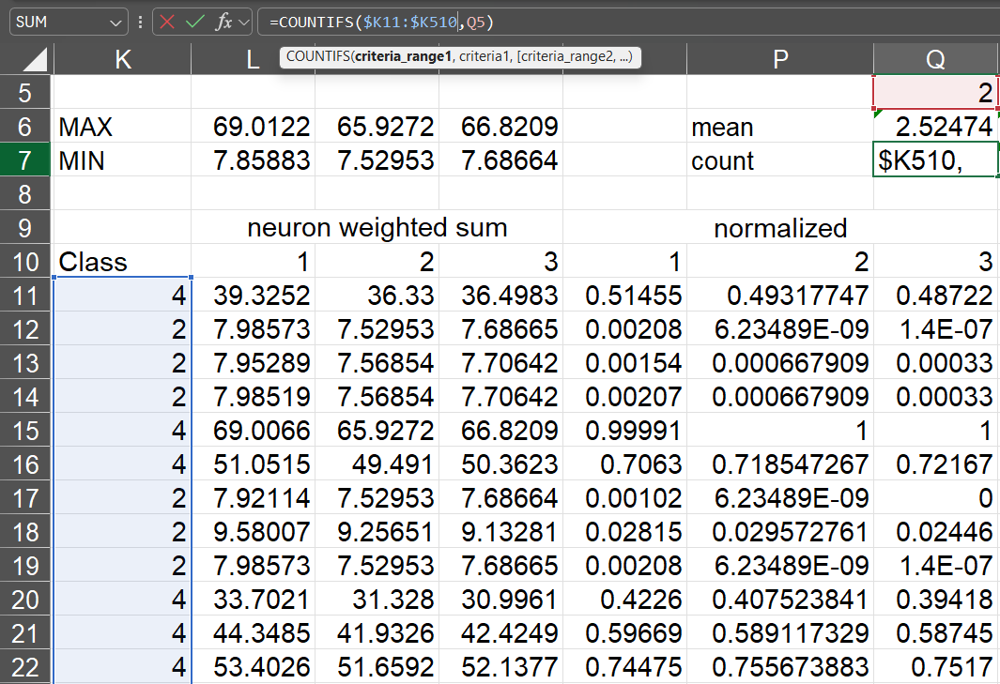 SUM fx =COUNTIFS($K11:$K510,Q5)
COUNTIFS(criteria_range1, criteria1, [criteria_range2, ...)
K L P Q
5 2
6 MAX 69.0122 65.9272 66.8209 mean 2.52474
7 MIN 7.85883 7.52953 7.68664 count $K510,
8
9 neuron weighted sum normalized
10 Class 1 2 3 1 2 3
11 4 39.3252 36.33 36.4983 0.51455 0.49317747 0.48722
12 2 7.98573 7.52953 7.68665 0.00208 6.23489E-09 1.4E-07
13 2 7.95289 7.56854 7.70642 0.00154 0.000667909 0.00033
14 2 7.98519 7.56854 7.70642 0.00207 0.000667909 0.00033
15 4 69.0066 65.9272 66.8209 0.99991 1 1
16 4 51.0515 49.491 50.3623 0.7063 0.718547267 0.72167
17 2 7.92114 7.52953 7.68664 0.00102 6.23489E-09 0
18 2 9.58007 9.25651 9.13281 0.02815 0.029572761 0.02446
19 2 7.98573 7.52953 7.68665 0.00208 6.23489E-09 1.4E-07
20 4 33.7021 31.328 30.9961 0.4226 0.407523841 0.39418
21 4 44.3485 41.9326 42.4249 0.59669 0.589117329 0.58745
22 4 53.4026 51.6592 52.1377 0.74475 0.755673883 0.7517